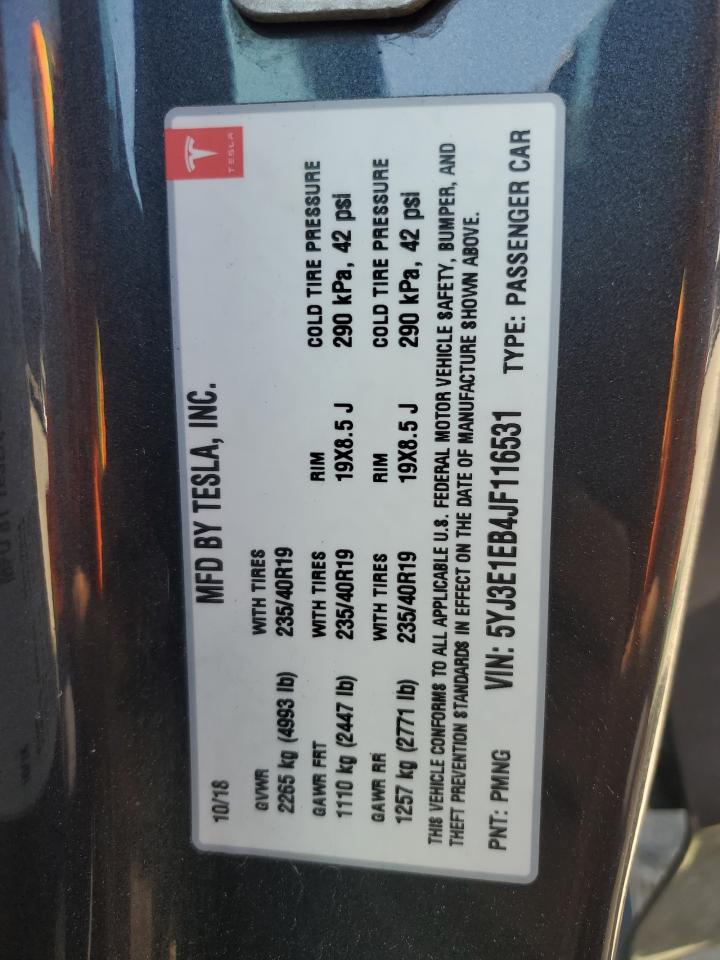 TESLA
MFD BY TESLA, INC.
10/18
GVWR WITH TIRES
2265 kg (4993 lb) 235/40R19
GAWR FRT WITH TIRES RIM COLD TIRE PRESSURE
1110 kg (2447 lb) 235/40R19 19X8.5 J 290 kPa, 42 psi
GAWR RR WITH TIRES RIM COLD TIRE PRESSURE
1257 kg (2771 lb) 235/40R19 19X8.5 J 290 kPa, 42 psi
THIS VEHICLE CONFORMS TO ALL APPLICABLE U.S. FEDERAL MOTOR VEHICLE SAFETY, BUMPER, AND
THEFT PREVENTION STANDARDS IN EFFECT ON THE DATE OF MANUFACTURE SHOWN ABOVE.
PNT: PMNG VIN: 5YJ3E1EB4JF116531 TYPE: PASSENGER CAR